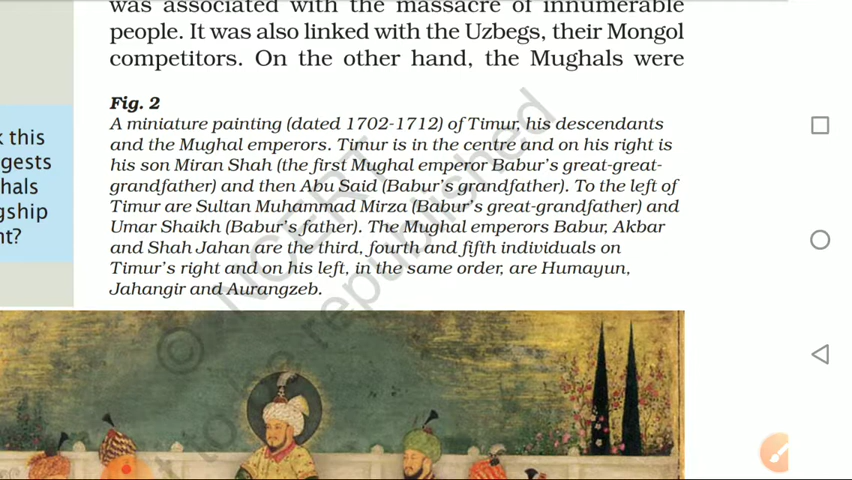 was associated with the massacre of innumerable
people. It was also linked with the Uzbegs, their Mongol
competitors. On the other hand, the Mughals were
Fig. 2
A miniature painting (dated 1702-1712) of Timur, his descendants
and the Mughal emperors. Timur is in the centre and on his right is
his son Miran Shah (the first Mughal emperor Babur's great-great-
grandfather) and then Abu Said (Babur's grandfather). To the left of
Timur are Sultan Muhammad Mirza (Babur's great-grandfather) and
Umar Shaikh (Babur's father). The Mughal emperors Babur, Akbar
and Shah Jahan are the third, fourth and fifth individuals on
Timur's right and on his left, in the same order, are Humayun,
Jahangir and Aurangzeb.
this
gests
hals
gship
nt?
© NCERT
not to be republished